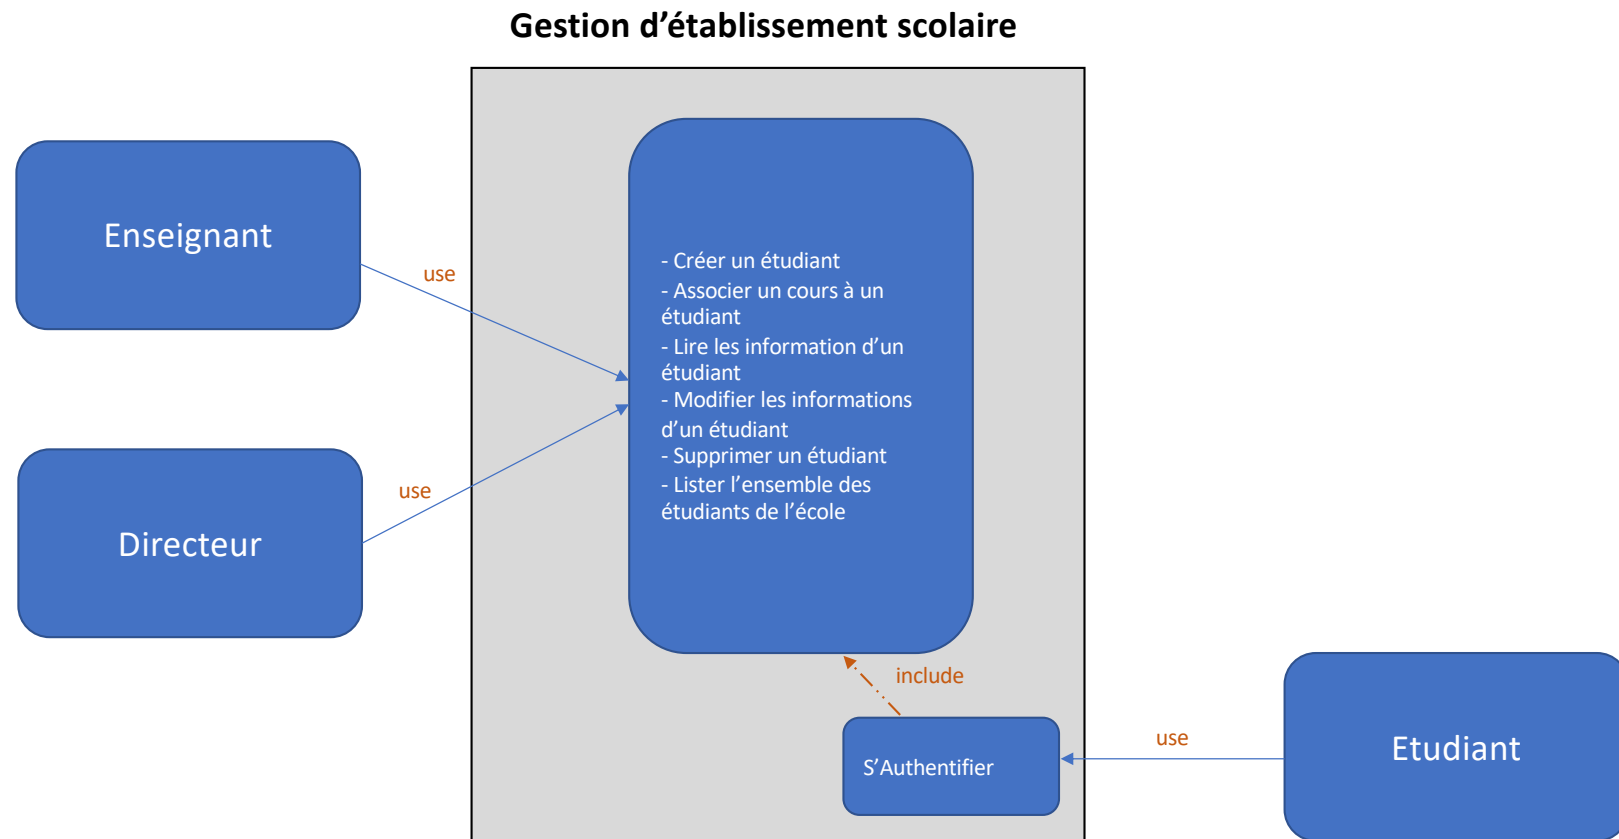 Gestion d’établissement scolaire
Enseignant
use
- Créer un étudiant
- Associer un cours à un
étudiant
- Lire les information d’un
étudiant
- Modifier les informations
d’un étudiant
- Supprimer un étudiant
- Lister l’ensemble des
étudiants de l’école
use
Directeur
include
S’Authentifier
use
Etudiant